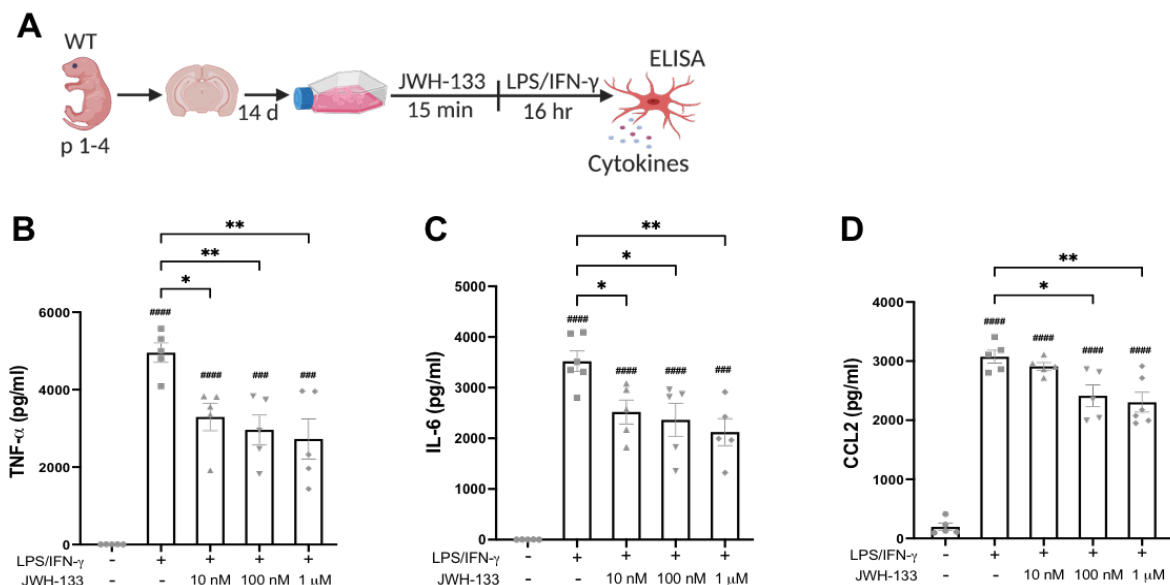 A
WT
p 1-4
14 d
JWH-133
15 min
LPS/IFN-γ
16 hr
ELISA
Cytokines
B
**
**
*
####
####
###
###
TNF-α (pg/ml)
6000
4000
2000
0
LPS/IFN-γ - + + + +
JWH-133 - - 10 nM 100 nM 1 μM
C
**
*
*
####
####
####
###
IL-6 (pg/ml)
5000
4000
3000
2000
1000
0
LPS/IFN-γ - + + + +
JWH-133 - - 10 nM 100 nM 1 μM
D
**
*
####
####
####
####
CCL2 (pg/ml)
4000
3000
2000
1000
0
LPS/IFN-γ - + + + +
JWH-133 - - 10 nM 100 nM 1 μM